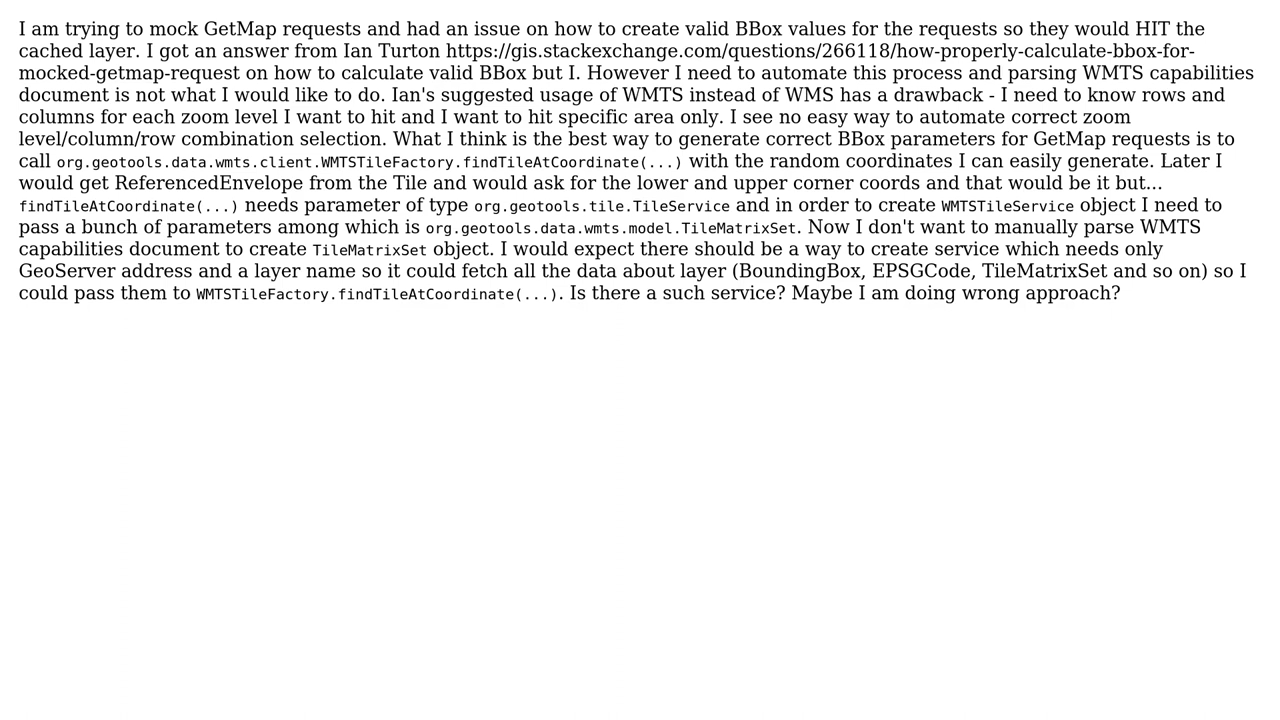 I am trying to mock GetMap requests and had an issue on how to create valid BBox values for the requests so they would HIT the
cached layer. I got an answer from Ian Turton https://gis.stackexchange.com/questions/266118/how-properly-calculate-bbox-for-
mocked-getmap-request on how to calculate valid BBox but I. However I need to automate this process and parsing WMTS capabilities
document is not what I would like to do. Ian's suggested usage of WMTS instead of WMS has a drawback - I need to know rows and
columns for each zoom level I want to hit and I want to hit specific area only. I see no easy way to automate correct zoom
level/column/row combination selection. What I think is the best way to generate correct BBox parameters for GetMap requests is to
call org.geotools.data.wmts.client.WMTSTileFactory.findTileAtCoordinate(...) with the random coordinates I can easily generate. Later I
would get ReferencedEnvelope from the Tile and would ask for the lower and upper corner coords and that would be it but...
findTileAtCoordinate(...) needs parameter of type org.geotools.tile.TileService and in order to create WMTSTileService object I need to
pass a bunch of parameters among which is org.geotools.data.wmts.model.TileMatrixSet. Now I don't want to manually parse WMTS
capabilities document to create TileMatrixSet object. I would expect there should be a way to create service which needs only
GeoServer address and a layer name so it could fetch all the data about layer (BoundingBox, EPSGCode, TileMatrixSet and so on) so I
could pass them to WMTSTileFactory.findTileAtCoordinate(...). Is there a such service? Maybe I am doing wrong approach?